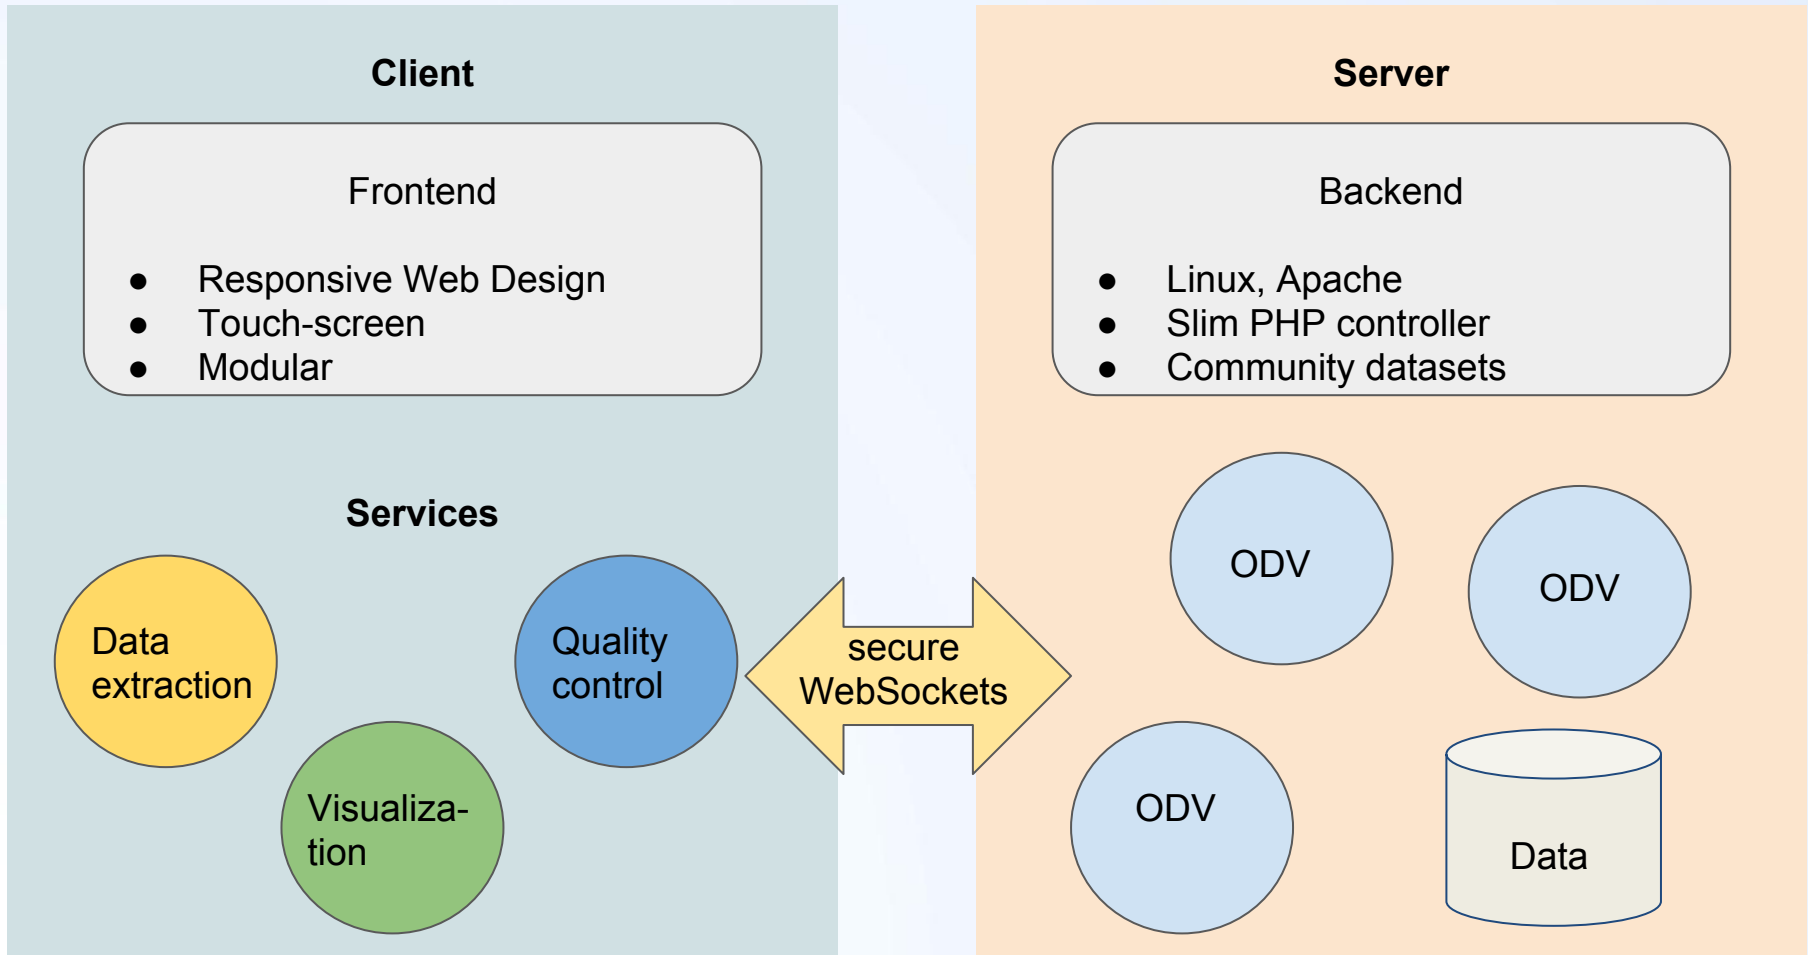 Client
Frontend
● Responsive Web Design
● Touch-screen
● Modular
Services
Data
extraction
Quality
control
Visualiza-
tion
secure
WebSockets
Server
Backend
● Linux, Apache
● Slim PHP controller
● Community datasets
ODV
ODV
ODV
Data